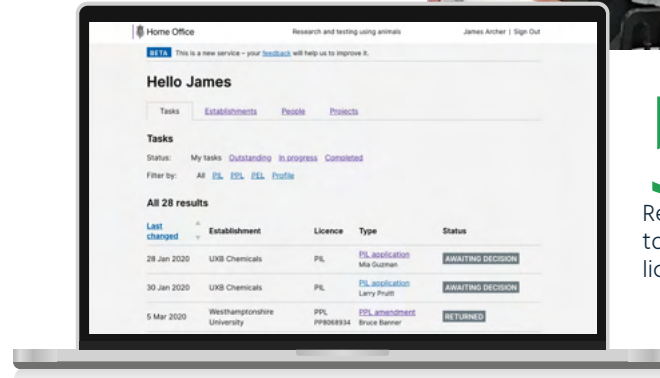 Home Office Research and testing using animals James Archer | Sign Out
BETA This is a new service – your feedback will help us to improve it.
Hello James
Tasks Establishments People Projects
Tasks
Status: My tasks Outstanding In progress Completed
Filter by: All PIL PPL PEL Profile
All 28 results
Last changed Establishment Licence Type Status
28 Jan 2020 UXB Chemicals PIL PIL application AWAITING DECISION
Mia Guzman
30 Jan 2020 UXB Chemicals PIL PIL application AWAITING DECISION
Larry Pruitt
5 Mar 2020 Westhamptonshire University PPL PPL amendment RETURNED
PP8068934 Bruce Banner
Re
to
lic